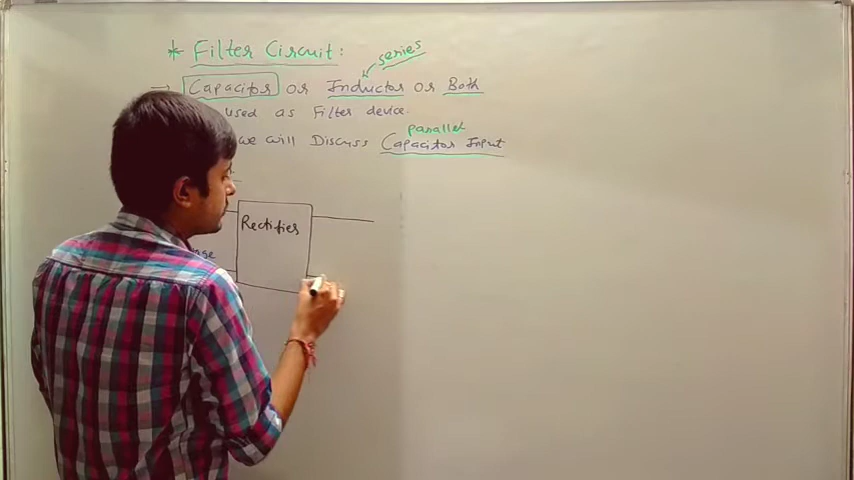 * Filter Circuit:
series
→ Capacitor or Inductor or Both
used as Filter device.
parallel
we will Discuss Capacitor Input
Rectifier